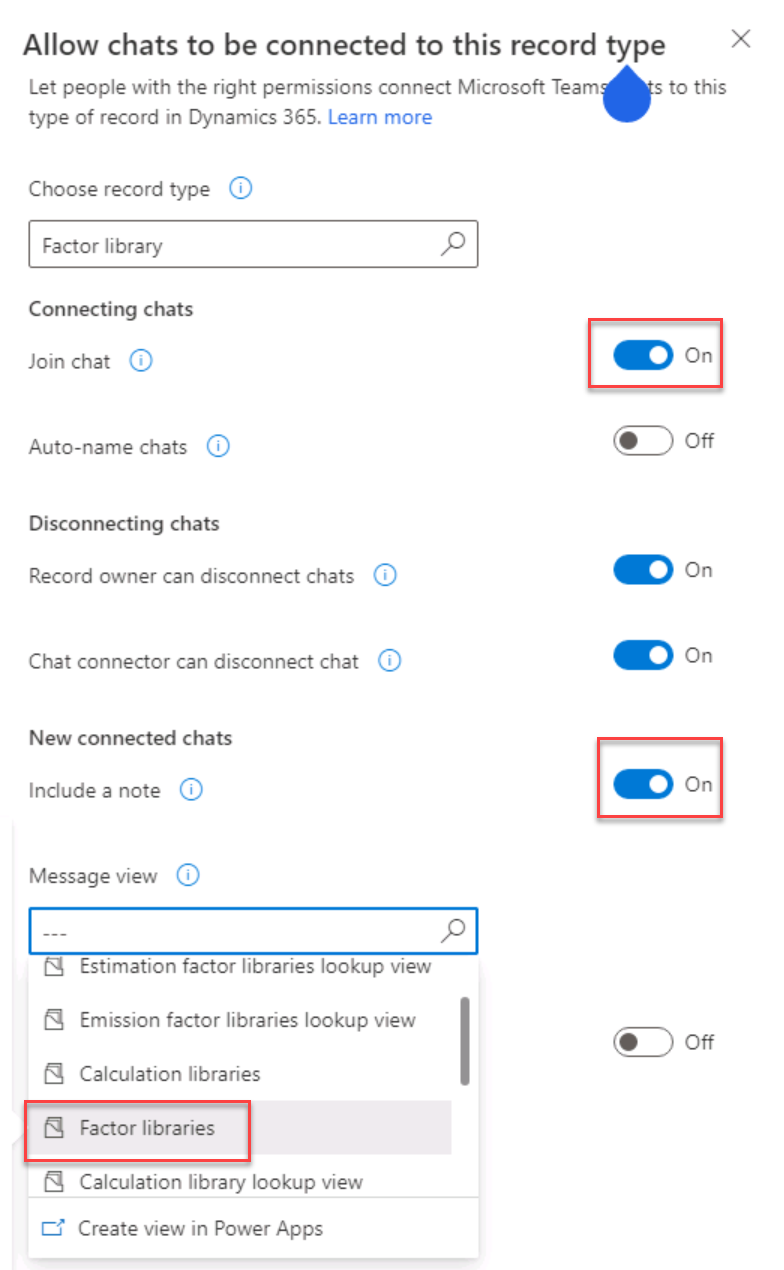 Allow chats to be connected to this record type
Let people with the right permissions connect Microsoft Teams to this
type of record in Dynamics 365. Learn more
Choose record type
Factor library
Connecting chats
Join chat
On
Auto-name chats
Off
Disconnecting chats
Record owner can disconnect chats
On
Chat connector can disconnect chat
On
New connected chats
Include a note
On
Message view
---
Estimation factor libraries lookup view
Emission factor libraries lookup view
Off
Calculation libraries
Factor libraries
Calculation library lookup view
Create view in Power Apps